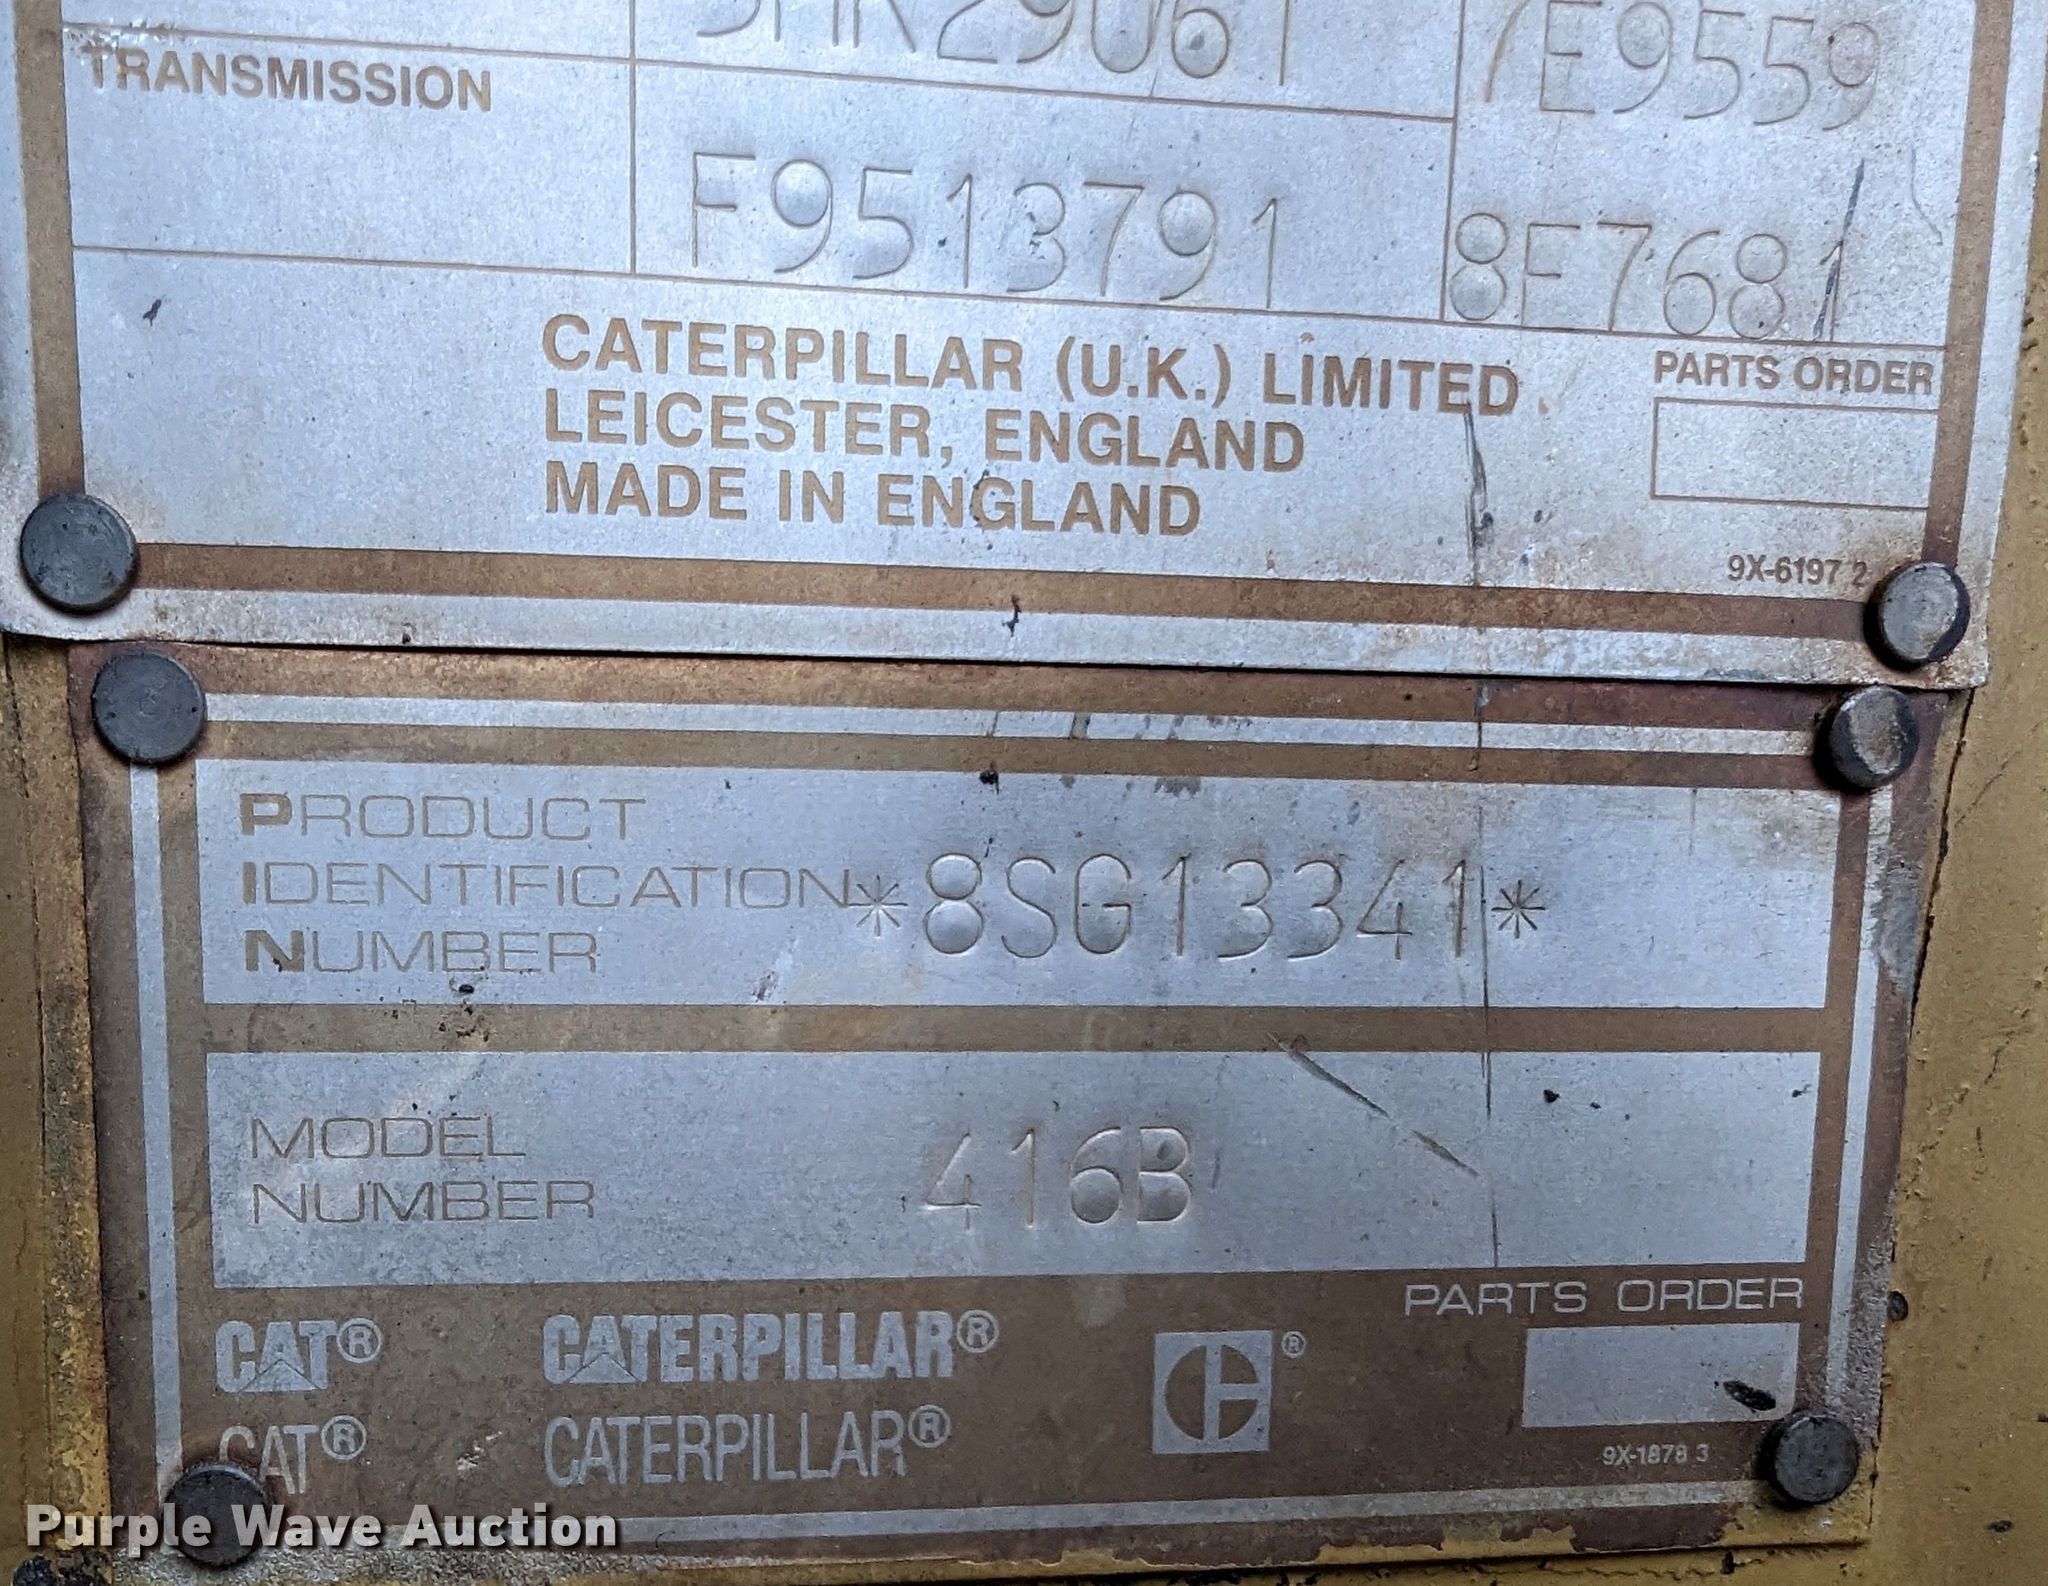 7E9559
TRANSMISSION
F9513791
8F7681
CATERPILLAR (U.K.) LIMITED
LEICESTER, ENGLAND
MADE IN ENGLAND
PARTS ORDER
9X-6197 2
PRODUCT
IDENTIFICATION
NUMBER
*8SG13341*
MODEL
NUMBER
416B
PARTS ORDER
CAT® CATERPILLAR® ®
CAT® CATERPILLAR®
9X-1878 3
Purple Wave Auction